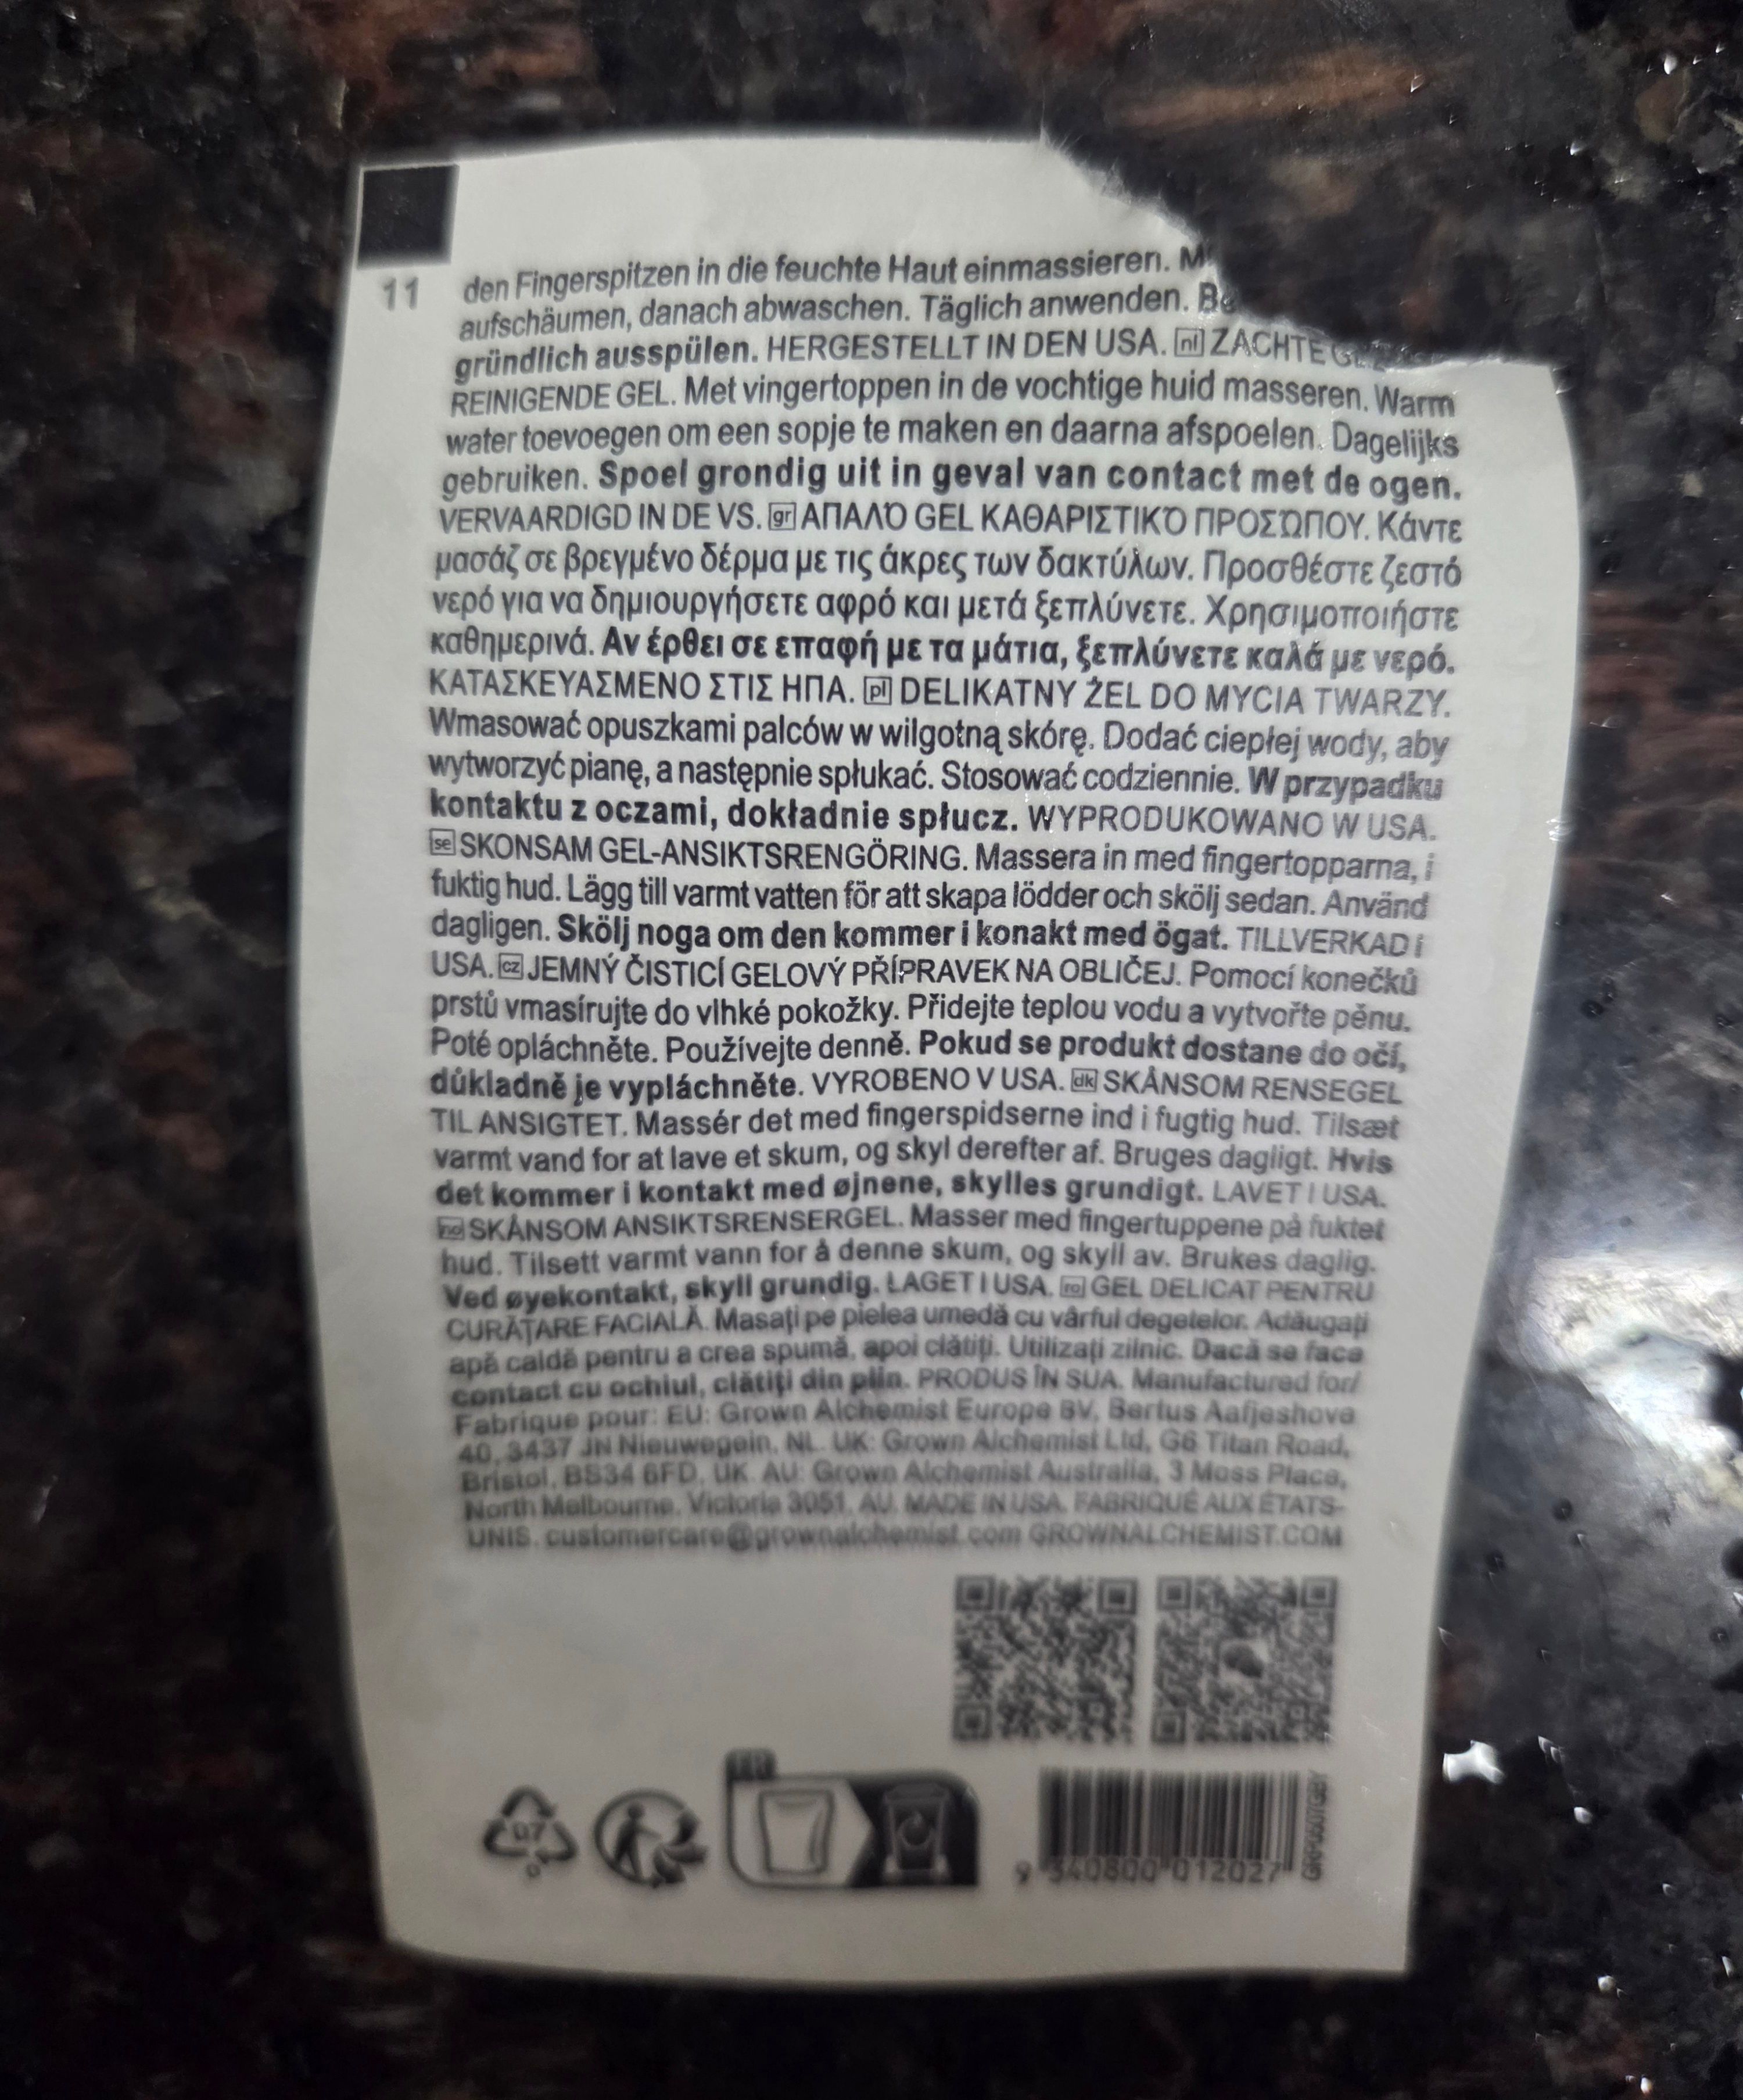 11
den Fingerspitzen in die feuchte Haut einmassieren.
aufschäumen, danach abwaschen. Täglich anwenden.
gründlich ausspülen. HERGESTELLT IN DEN USA. nl ZACHTE
REINIGENDE GEL. Met vingertoppen in de vochtige huid masseren. Warm
water toevoegen om een sopje te maken en daarna afspoelen. Dagelijks
gebruiken. Spoel grondig uit in geval van contact met de ogen.
VERVAARDIGD IN DE VS. gr ΑΠΑΛΌ GEL ΚΑΘΑΡΙΣΤΙΚΌ ΠΡΟΣΏΠΟΥ. Κάντε
μασάζ σε βρεγμένο δέρμα με τις άκρες των δακτύλων. Προσθέστε ζεστό
νερό για να δημιουργήσετε αφρό και μετά ξεπλύνετε. Χρησιμοποιήστε
καθημερινά. Αν έρθει σε επαφή με τα μάτια, ξεπλύνετε καλά με νερό.
ΚΑΤΑΣΚΕΥΑΣΜΕΝΟ ΣΤΙΣ ΗΠΑ. pl DELIKATNY ŻEL DO MYCIA TWARZY.
Wmasować opuszkami palców w wilgotną skórę. Dodać ciepłej wody, aby
wytworzyć pianę, a następnie spłukać. Stosować codziennie. W przypadku
kontaktu z oczami, dokładnie spłucz. WYPRODUKOWANO W USA.
se SKONSAM GEL-ANSIKTSRENGÖRING. Massera in med fingertopparna, i
fuktig hud. Lägg till varmt vatten för att skapa lödder och skölj sedan. Använd
dagligen. Skölj noga om den kommer i konakt med ögat. TILLVERKAD i
USA. cz JEMNÝ ČISTICÍ GELOVÝ PŘÍPRAVEK NA OBLIČEJ. Pomocí konečků
prstů vmasírujte do vlhké pokožky. Přidejte teplou vodu a vytvořte pěnu.
Poté opláchněte. Používejte denně. Pokud se produkt dostane do očí,
důkladně je vypláchněte. VYROBENO V USA. dk SKÅNSOM RENSEGEL
TIL ANSIGTET. Massér det med fingerspidserne ind i fugtig hud. Tilsæt
varmt vand for at lave et skum, og skyl derefter af. Bruges dagligt. Hvis
det kommer i kontakt med øjnene, skylles grundigt. LAVET I USA.
no SKÅNSOM ANSIKTSRENSERGEL. Masser med fingertuppene på fuktet
hud. Tilsett varmt vann for å denne skum, og skyll av. Brukes daglig.
Ved øyekontakt, skyll grundig. LAGET I USA. ro GEL DELICAT PENTRU
CURĂȚARE FACIALĂ. Masați pe pielea umedă cu vârful degetelor. Adăugați
apă caldă pentru a crea spumă, apoi clătiți. Utilizați zilnic. Dacă se face
contact cu ochiul, clătiți din plin. PRODUS ÎN SUA. Manufactured for/
Fabrique pour: EU: Grown Alchemist Europe BV, Bertus Aafjeshove
40, 3437 JN Nieuwegein, NL. UK: Grown Alchemist Ltd, G6 Titan Road,
Bristol, BS34 6FD, UK. AU: Grown Alchemist Australia, 3 Moss Place,
North Melbourne, Victoria 3051, AU. MADE IN USA. FABRIQUÉ AUX ÉTATS-
UNIS. customercare@grownalchemist.com GROWNALCHEMIST.COM
07
9 340800 012027